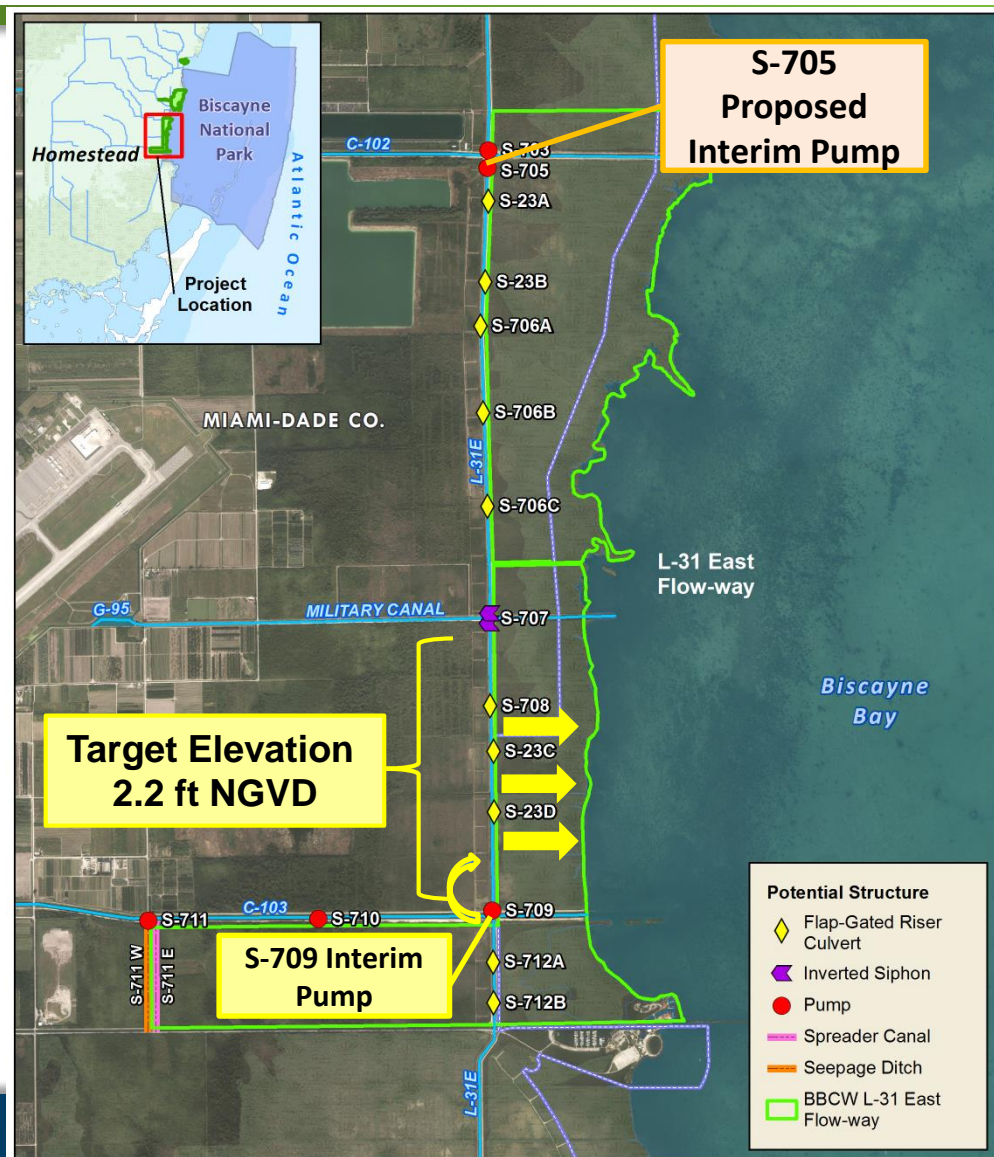 Biscayne
National
Park
Homestead
Atlantic Ocean
Project
Location
S-705
Proposed
Interim Pump
C-102
S-703
S-705
S-23A
S-23B
S-706A
S-706B
MIAMI-DADE CO.
L-31E
S-706C
L-31 East
Flow-way
G-95
MILITARY CANAL
S-707
S-708
Biscayne
Bay
Target Elevation
2.2 ft NGVD
S-23C
S-23D
S-711
C-103
S-710
S-709
S-711 W
S-711 E
S-709 Interim
Pump
S-712A
S-712B
L-31E
Potential Structure
Flap-Gated Riser
Culvert
Inverted Siphon
Pump
Spreader Canal
Seepage Ditch
BBCW L-31 East
Flow-way